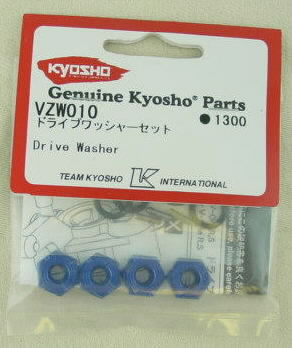 KYOSHO
Genuine Kyosho® Parts
VZW010
ドライブワッシャーセット
●1300
Drive Washer
TEAM KYOSHO K INTERNATIONAL